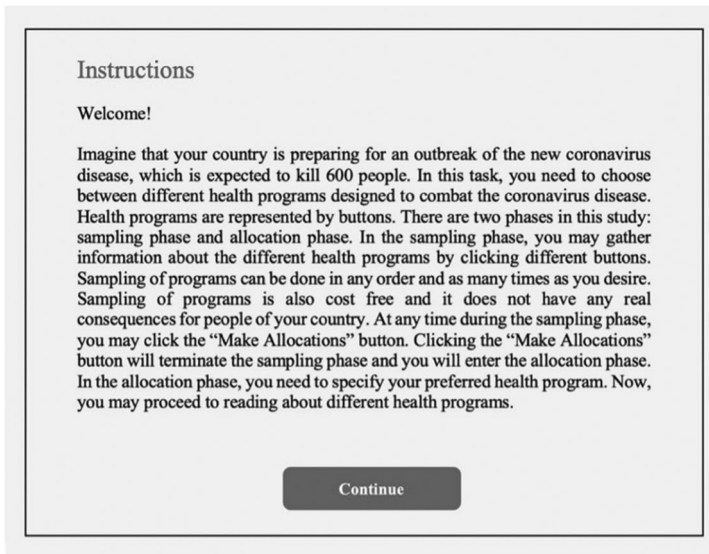 Instructions
Welcome!
Imagine that your country is preparing for an outbreak of the new coronavirus
disease, which is expected to kill 600 people. In this task, you need to choose
between different health programs designed to combat the coronavirus disease.
Health programs are represented by buttons. There are two phases in this study:
sampling phase and allocation phase. In the sampling phase, you may gather
information about the different health programs by clicking different buttons.
Sampling of programs can be done in any order and as many times as you desire.
Sampling of programs is also cost free and it does not have any real
consequences for people of your country. At any time during the sampling phase,
you may click the “Make Allocations” button. Clicking the “Make Allocations”
button will terminate the sampling phase and you will enter the allocation phase.
In the allocation phase, you need to specify your preferred health program. Now,
you may proceed to reading about different health programs.
Continue